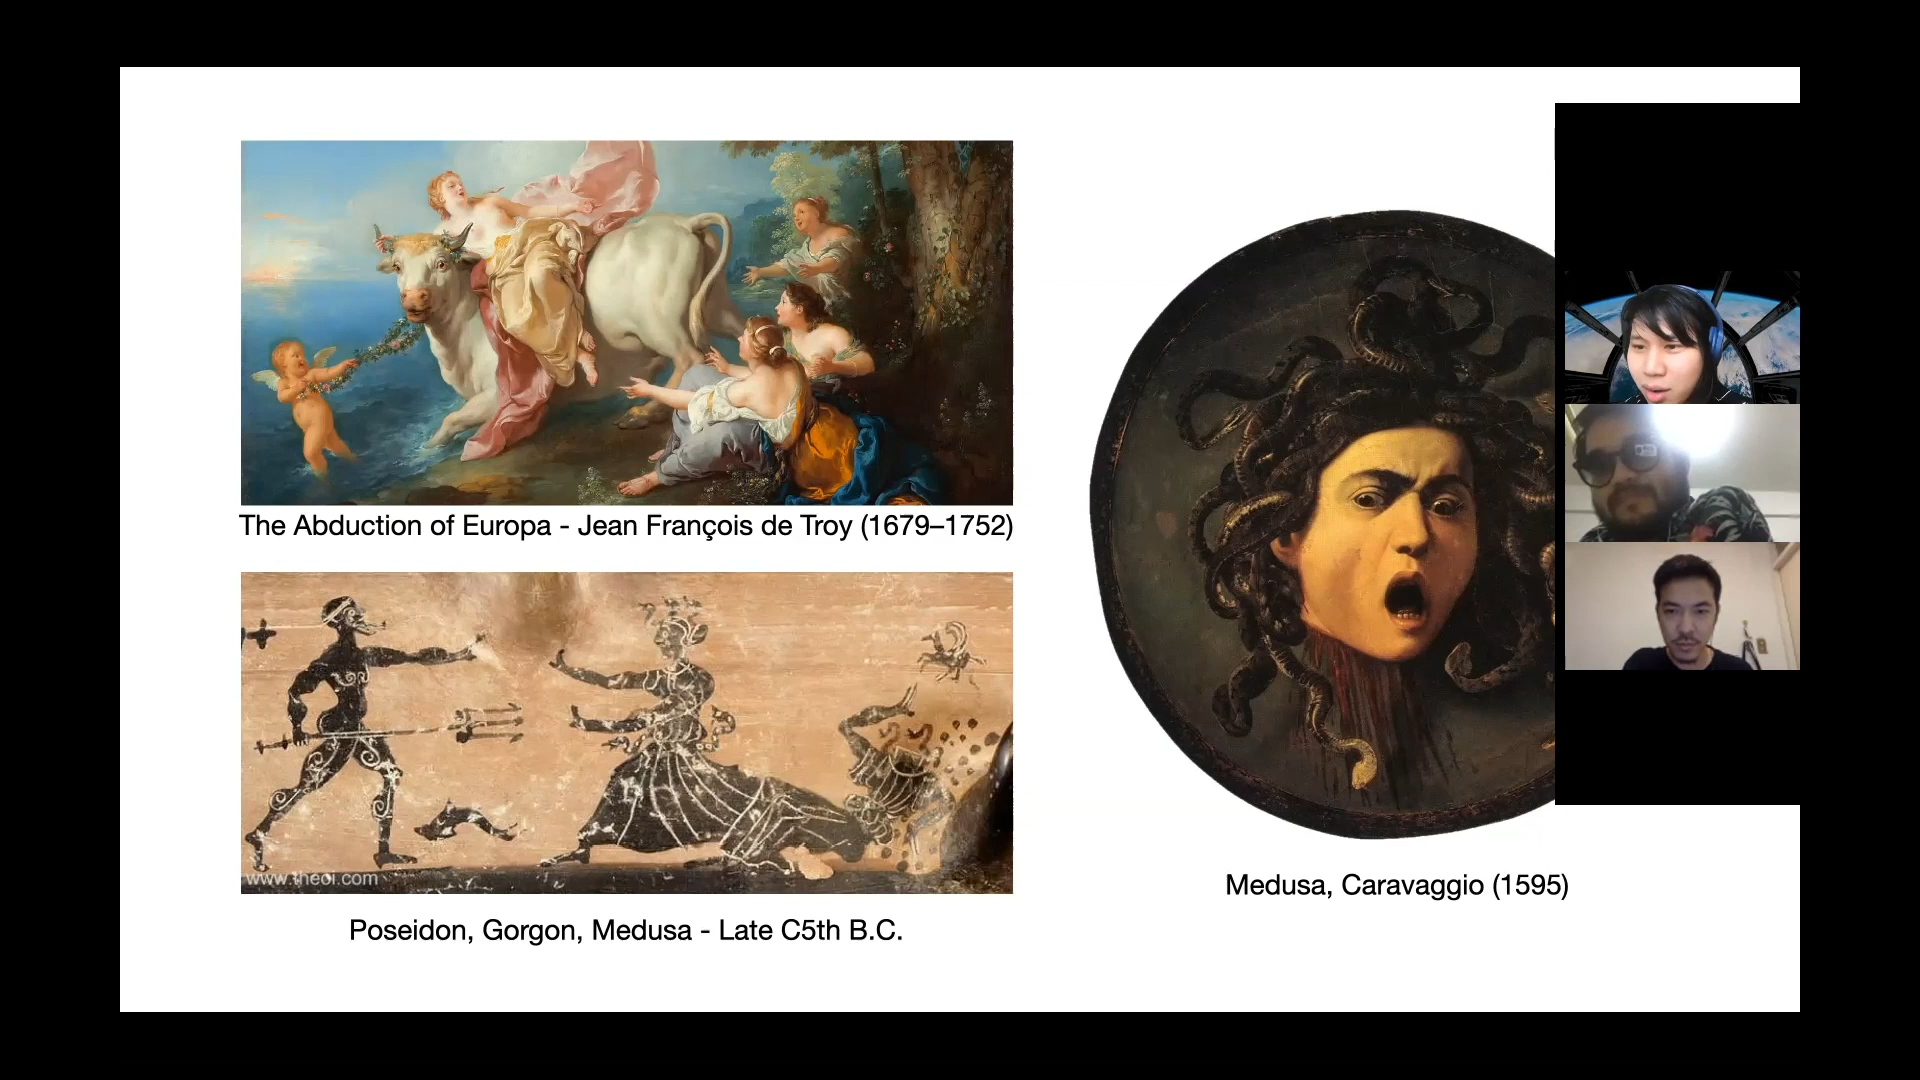 The Abduction of Europa - Jean François de Troy (1679–1752)
www.theoi.com
Poseidon, Gorgon, Medusa - Late C5th B.C.
Medusa, Caravaggio (1595)